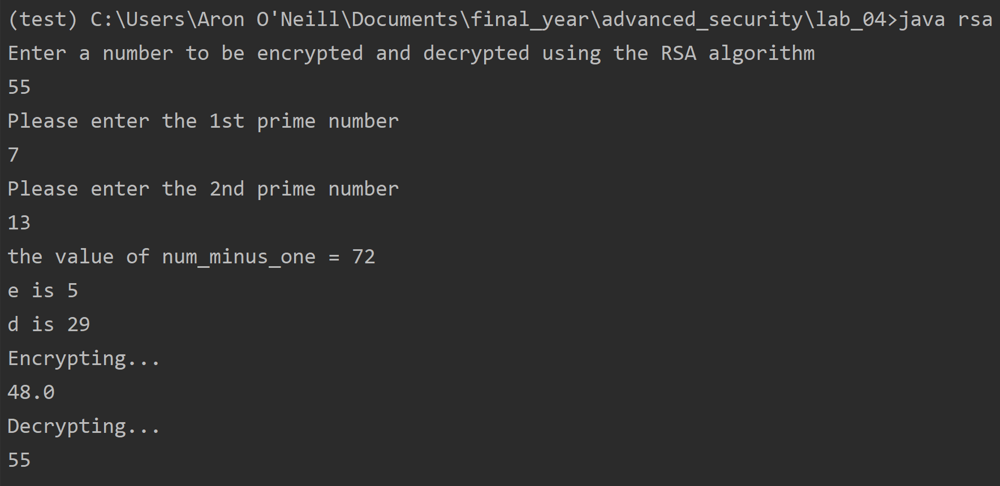 (test) C:\Users\Aron O'Neill\Documents\final_year\advanced_security\lab_04>java rsa
Enter a number to be encrypted and decrypted using the RSA algorithm
55
Please enter the 1st prime number
7
Please enter the 2nd prime number
13
the value of num_minus_one = 72
e is 5
d is 29
Encrypting...
48.0
Decrypting...
55